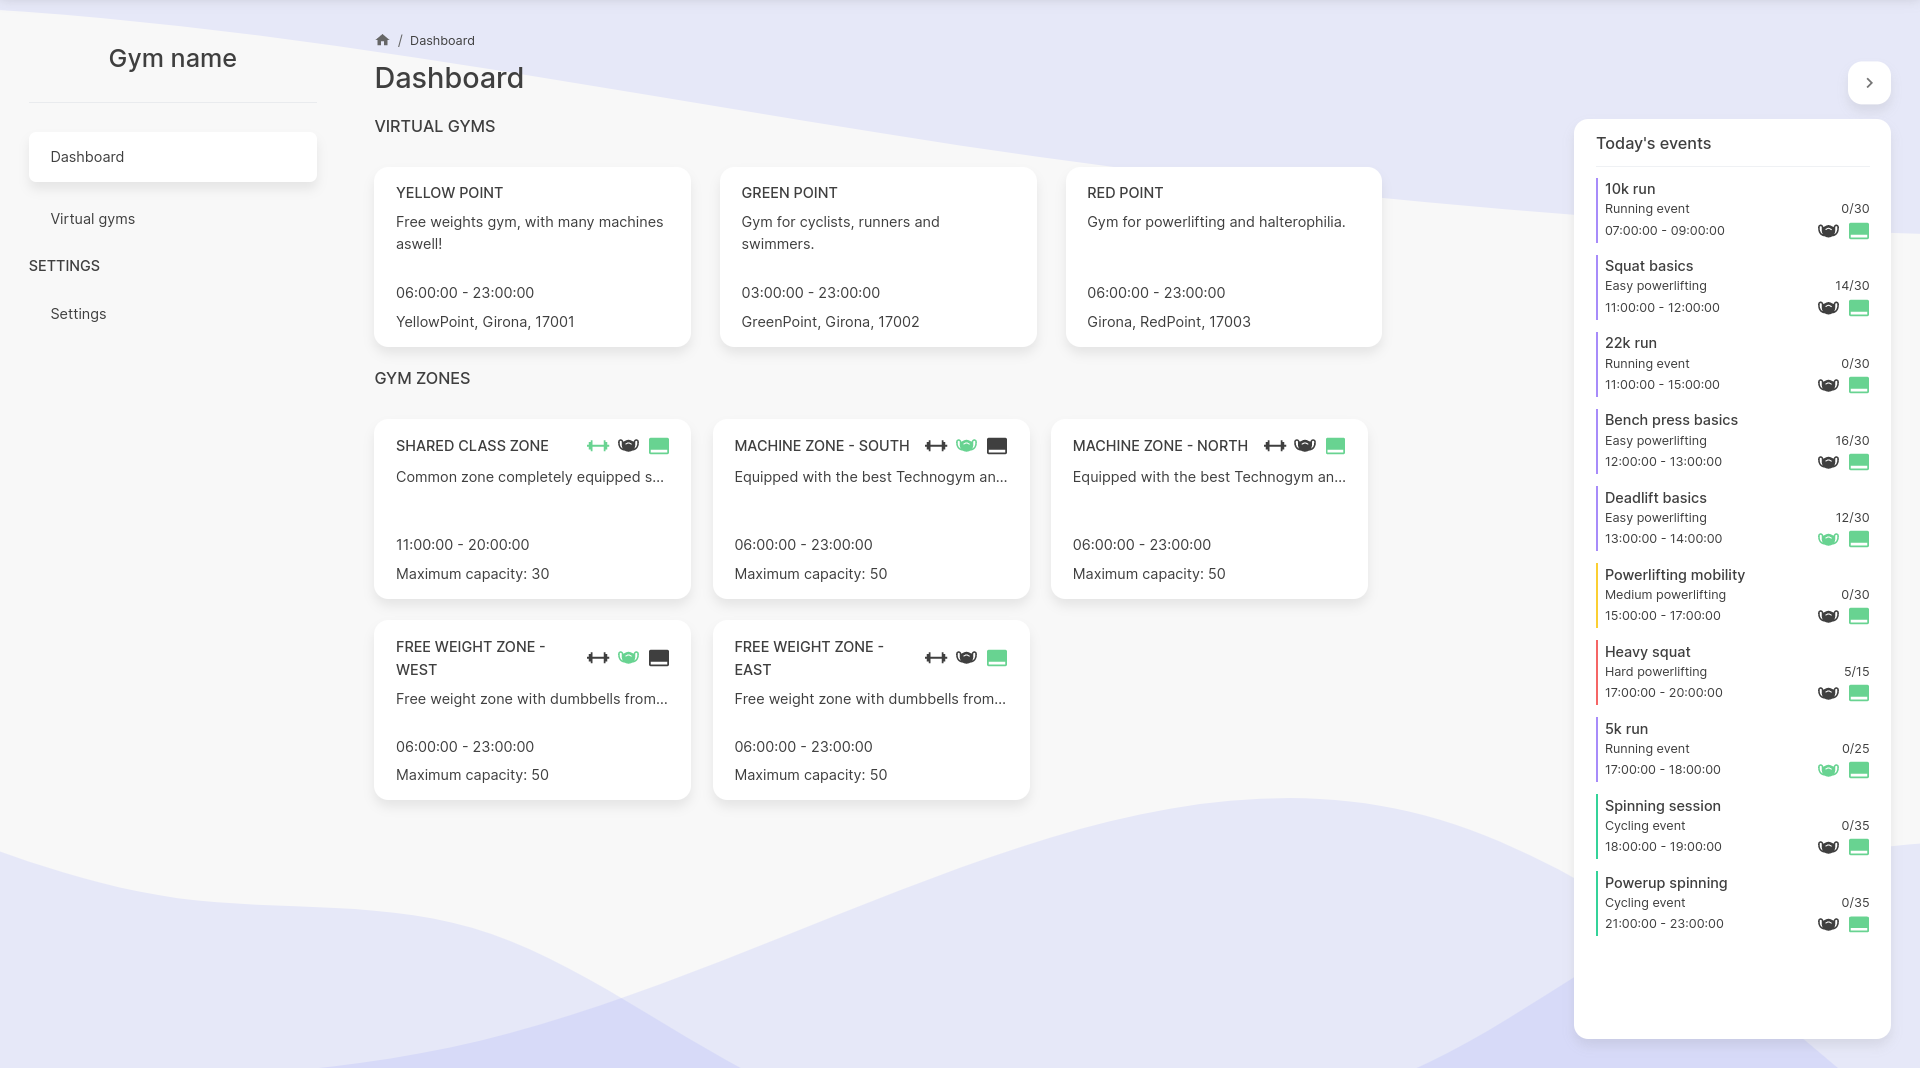 Gym name
Dashboard
Virtual gyms
SETTINGS
Settings
/ Dashboard
Dashboard
VIRTUAL GYMS
YELLOW POINT
Free weights gym, with many machines
aswell!
06:00:00 - 23:00:00
YellowPoint, Girona, 17001
GREEN POINT
Gym for cyclists, runners and
swimmers.
03:00:00 - 23:00:00
GreenPoint, Girona, 17002
RED POINT
Gym for powerlifting and halterophilia.
06:00:00 - 23:00:00
Girona, RedPoint, 17003
GYM ZONES
SHARED CLASS ZONE
Common zone completely equipped s...
11:00:00 - 20:00:00
Maximum capacity: 30
MACHINE ZONE - SOUTH
Equipped with the best Technogym an...
06:00:00 - 23:00:00
Maximum capacity: 50
MACHINE ZONE - NORTH
Equipped with the best Technogym an...
06:00:00 - 23:00:00
Maximum capacity: 50
FREE WEIGHT ZONE -
WEST
Free weight zone with dumbbells from...
06:00:00 - 23:00:00
Maximum capacity: 50
FREE WEIGHT ZONE -
EAST
Free weight zone with dumbbells from...
06:00:00 - 23:00:00
Maximum capacity: 50
Today's events
10k run
Running event 0/30
07:00:00 - 09:00:00
Squat basics
Easy powerlifting 14/30
11:00:00 - 12:00:00
22k run
Running event 0/30
11:00:00 - 15:00:00
Bench press basics
Easy powerlifting 16/30
12:00:00 - 13:00:00
Deadlift basics
Easy powerlifting 12/30
13:00:00 - 14:00:00
Powerlifting mobility
Medium powerlifting 0/30
15:00:00 - 17:00:00
Heavy squat
Hard powerlifting 5/15
17:00:00 - 20:00:00
5k run
Running event 0/25
17:00:00 - 18:00:00
Spinning session
Cycling event 0/35
18:00:00 - 19:00:00
Powerup spinning
Cycling event 0/35
21:00:00 - 23:00:00